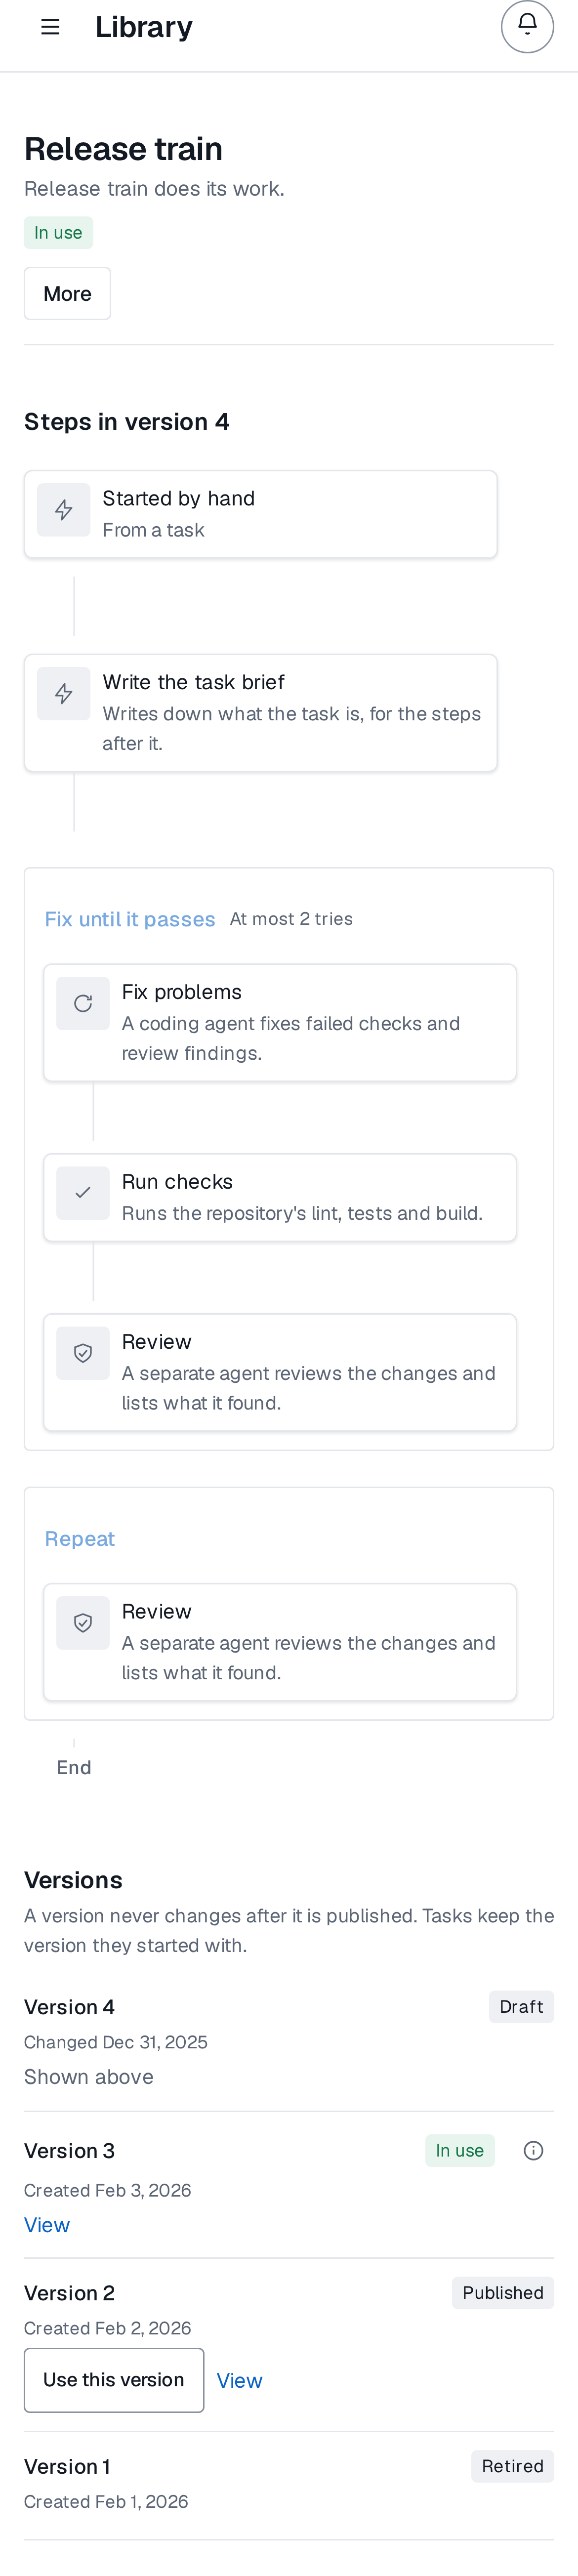 Library
Release train
Release train does its work.
In use
More
Steps in version 4
Started by hand
From a task
Write the task brief
Writes down what the task is, for the steps
after it.
Fix until it passes At most 2 tries
Fix problems
A coding agent fixes failed checks and
review findings.
Run checks
Runs the repository's lint, tests and build.
Review
A separate agent reviews the changes and
lists what it found.
Repeat
Review
A separate agent reviews the changes and
lists what it found.
End
Versions
A version never changes after it is published. Tasks keep the
version they started with.
Version 4 Draft
Changed Dec 31, 2025
Shown above
Version 3 In use
Created Feb 3, 2026
View
Version 2 Published
Created Feb 2, 2026
Use this version View
Version 1 Retired
Created Feb 1, 2026